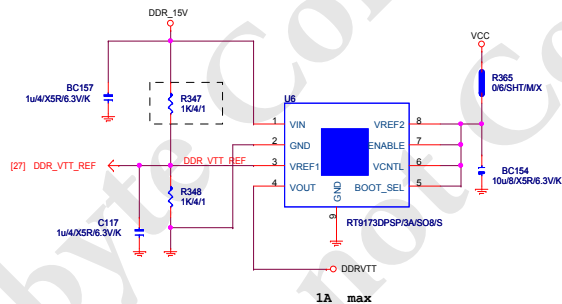 DDR_15V
VCC
BC157
1u/4/X5R/6.3V/K
R347
1K/4/1
R365
0/6/SHT/M/X
U6
1 VIN VREF2 8
2 GND ENABLE 7
3 VREF1 VCNTL 6
4 VOUT BOOT_SEL 5
GND
9
[27] DDR_VTT_REF
DDR_VTT_REF
BC154
10u/8/X5R/6.3V/K
R348
1K/4/1
C117
1u/4/X5R/6.3V/K
RT9173DPSP/3A/SO8/S
DDRVTT
1A max